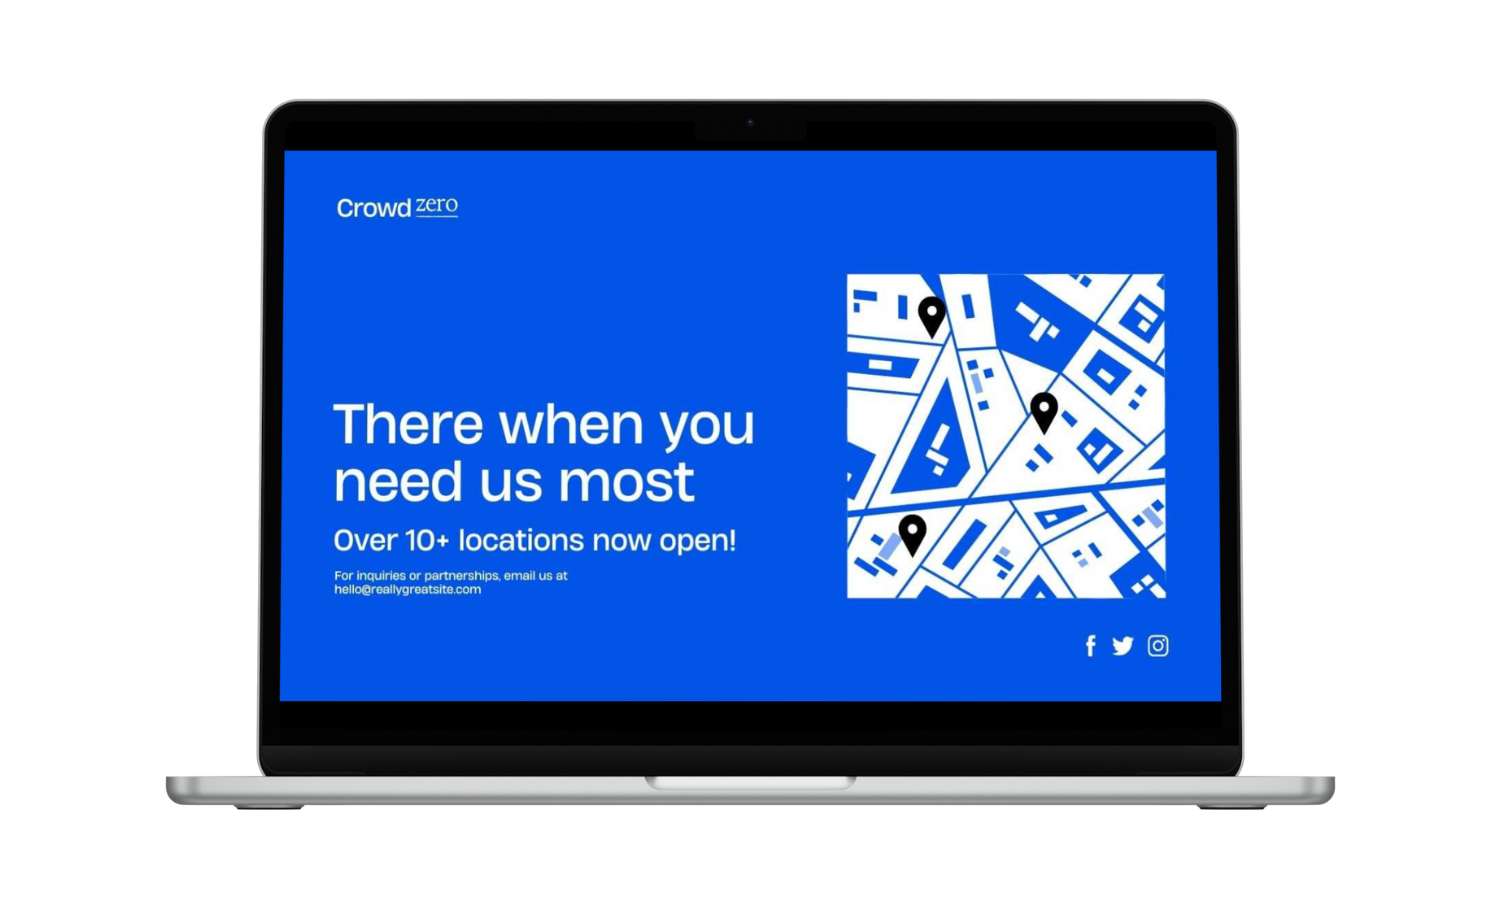 Crowd zero
There when you
need us most
Over 10+ locations now open!
For inquiries or partnerships, email us at
hello@reallygreatsite.com